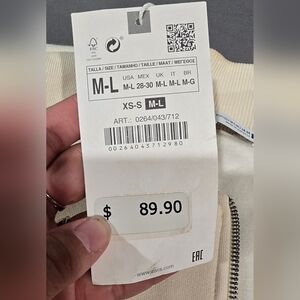 TALLA / SIZE / TAMANHO / TAILLE / MAAT / ΜΕΓΕΘΟΣ
M-L
USA MEX UK IT BR
M-L 28-30 M-L M-L M-G
XS-S M-L
ART.: 0264/043/712
00264043712980
$ 89.90
EAC